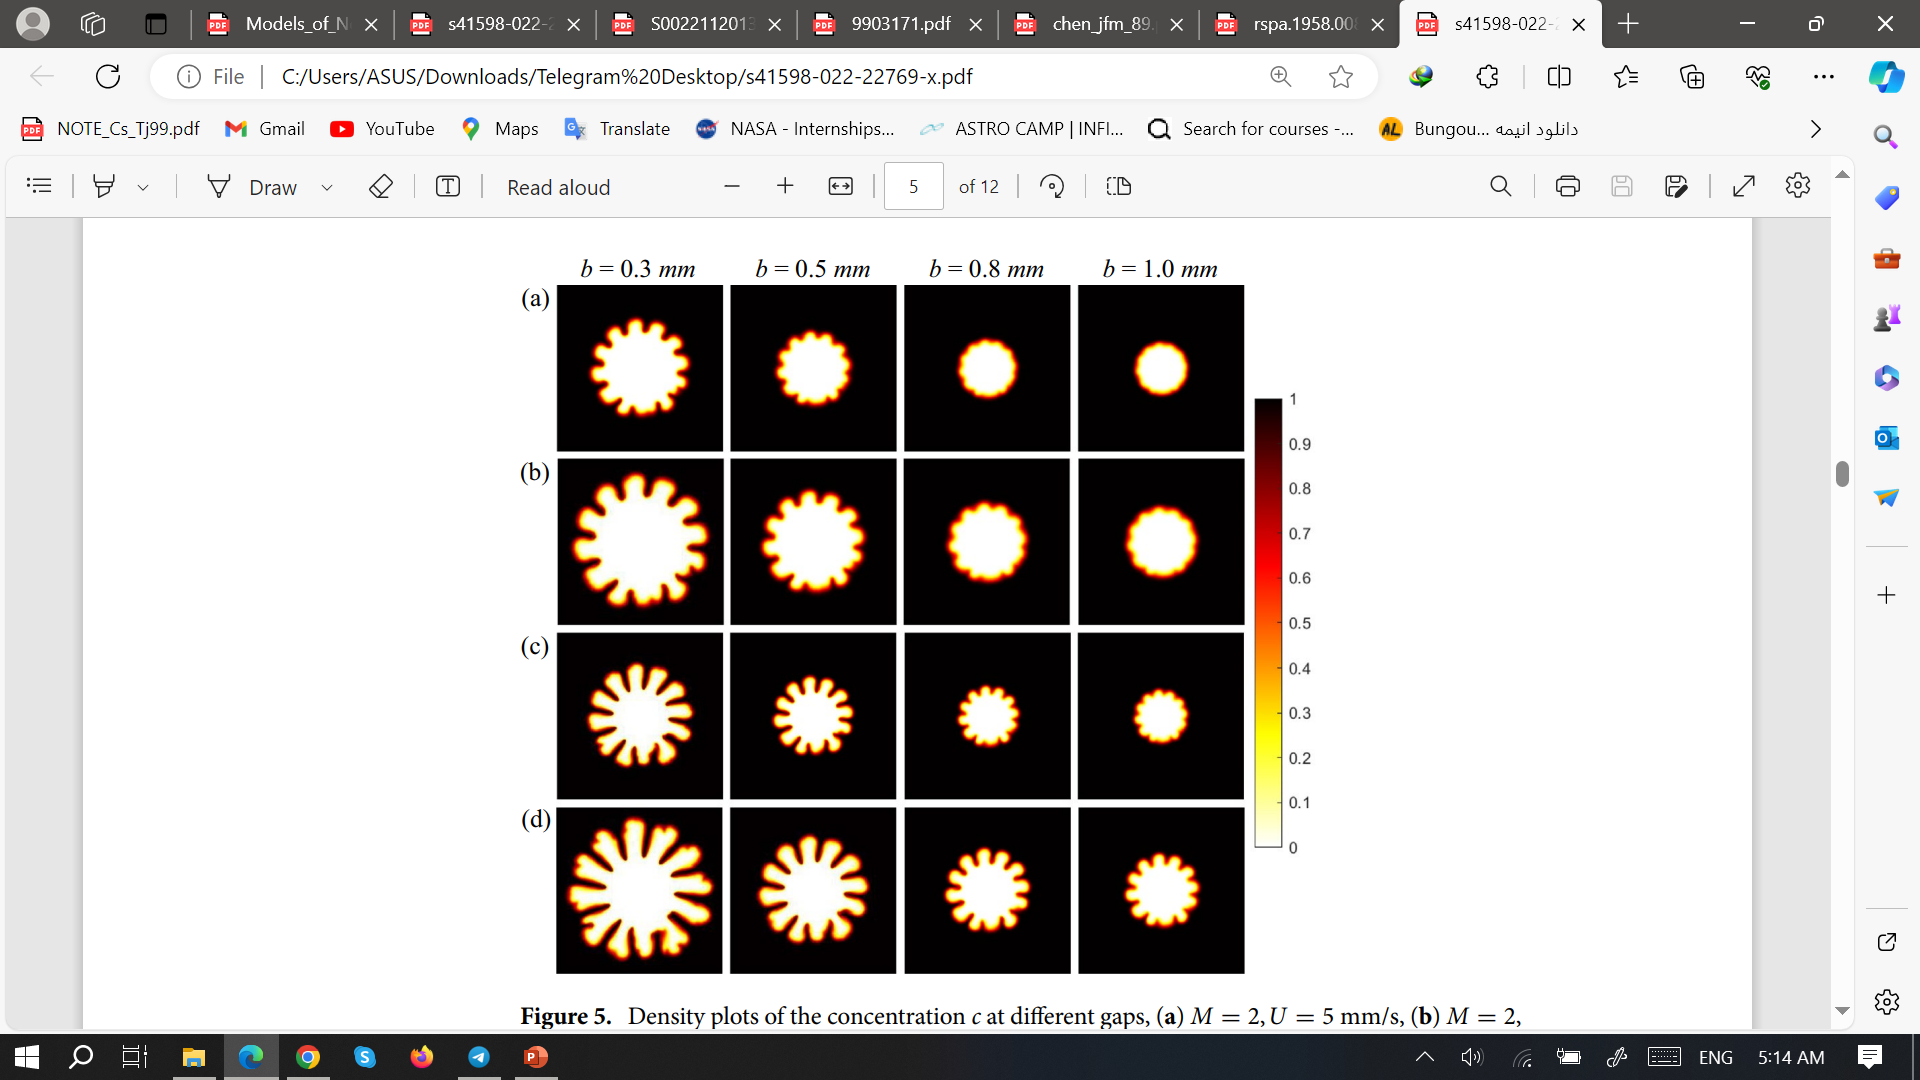 Models_of_N
s41598-022-2
S0022112013
9903171.pdf
chen_jfm_89.
rspa.1958.00
s41598-022-
File
C:/Users/ASUS/Downloads/Telegram%20Desktop/s41598-022-22769-x.pdf
NOTE_Cs_Tj99.pdf
Gmail
YouTube
Maps
Translate
NASA - Internships...
ASTRO CAMP | INFI...
Search for courses -...
Bungou... دانلود انیمه
Draw
Read aloud
5
of 12
b = 0.3 mm
b = 0.5 mm
b = 0.8 mm
b = 1.0 mm
(a)
(b)
(c)
(d)
1
0.9
0.8
0.7
0.6
0.5
0.4
0.3
0.2
0.1
0
Figure 5. Density plots of the concentration c at different gaps, (a) M = 2, U = 5 mm/s, (b) M = 2,
ENG
5:14 AM